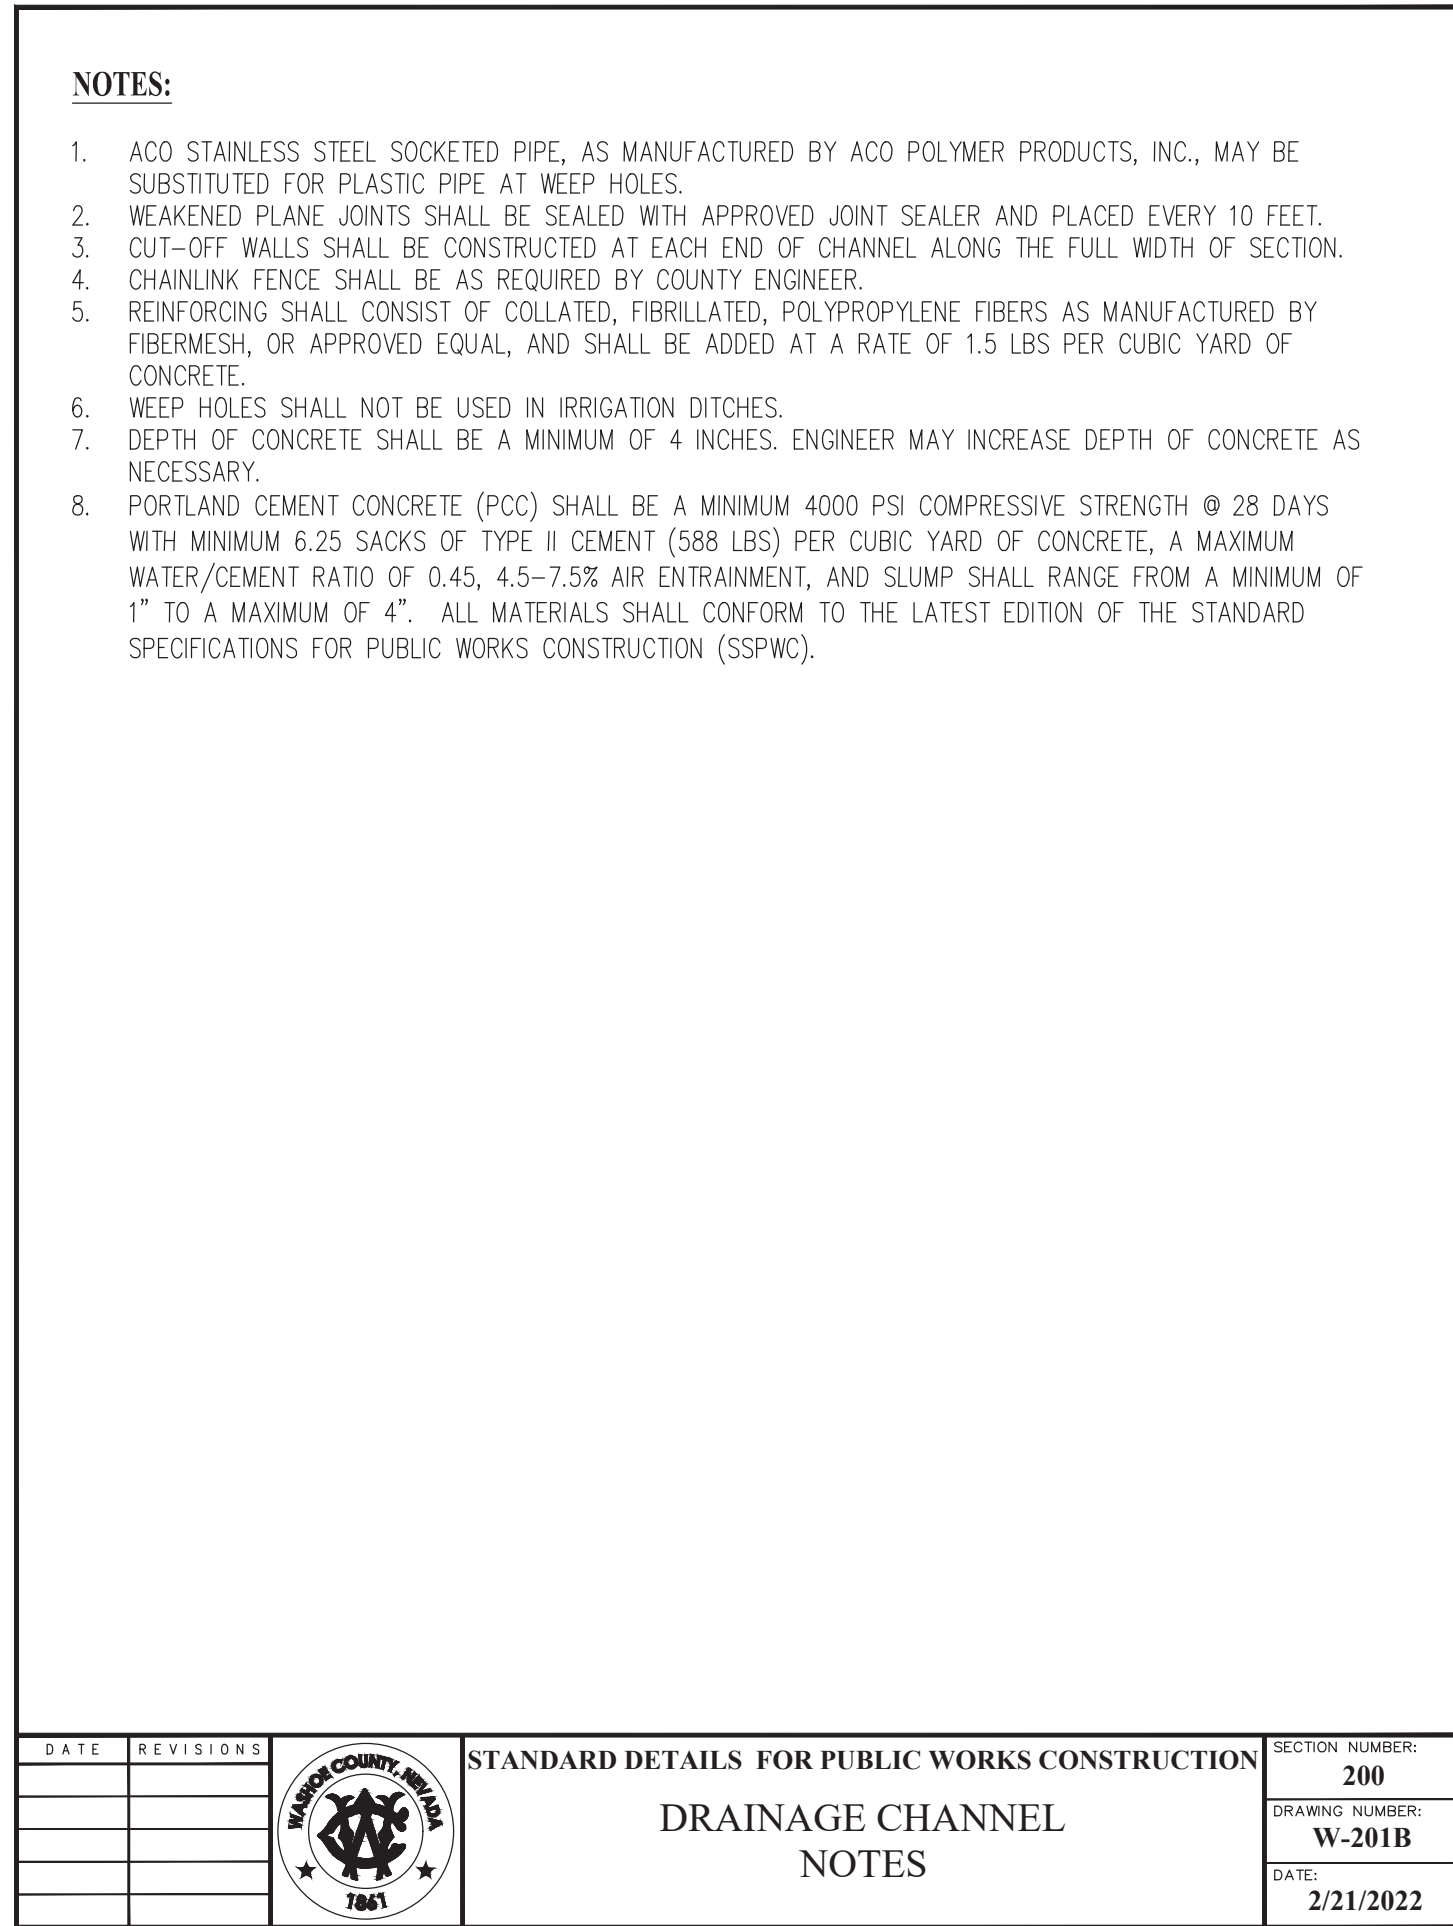 NOTES:
1. ACO STAINLESS STEEL SOCKETED PIPE, AS MANUFACTURED BY ACO POLYMER PRODUCTS, INC., MAY BE
SUBSTITUTED FOR PLASTIC PIPE AT WEEP HOLES.
2. WEAKENED PLANE JOINTS SHALL BE SEALED WITH APPROVED JOINT SEALER AND PLACED EVERY 10 FEET.
3. CUT-OFF WALLS SHALL BE CONSTRUCTED AT EACH END OF CHANNEL ALONG THE FULL WIDTH OF SECTION.
4. CHAINLINK FENCE SHALL BE AS REQUIRED BY COUNTY ENGINEER.
5. REINFORCING SHALL CONSIST OF COLLATED, FIBRILLATED, POLYPROPYLENE FIBERS AS MANUFACTURED BY
FIBERMESH, OR APPROVED EQUAL, AND SHALL BE ADDED AT A RATE OF 1.5 LBS PER CUBIC YARD OF
CONCRETE.
6. WEEP HOLES SHALL NOT BE USED IN IRRIGATION DITCHES.
7. DEPTH OF CONCRETE SHALL BE A MINIMUM OF 4 INCHES. ENGINEER MAY INCREASE DEPTH OF CONCRETE AS
NECESSARY.
8. PORTLAND CEMENT CONCRETE (PCC) SHALL BE A MINIMUM 4000 PSI COMPRESSIVE STRENGTH @ 28 DAYS
WITH MINIMUM 6.25 SACKS OF TYPE II CEMENT (588 LBS) PER CUBIC YARD OF CONCRETE, A MAXIMUM
WATER/CEMENT RATIO OF 0.45, 4.5-7.5% AIR ENTRAINMENT, AND SLUMP SHALL RANGE FROM A MINIMUM OF
1" TO A MAXIMUM OF 4". ALL MATERIALS SHALL CONFORM TO THE LATEST EDITION OF THE STANDARD
SPECIFICATIONS FOR PUBLIC WORKS CONSTRUCTION (SSPWC).
DATE REVISIONS
WASHOE COUNTY, NEVADA
1861
STANDARD DETAILS FOR PUBLIC WORKS CONSTRUCTION
DRAINAGE CHANNEL
NOTES
SECTION NUMBER:
200
DRAWING NUMBER:
W-201B
DATE:
2/21/2022